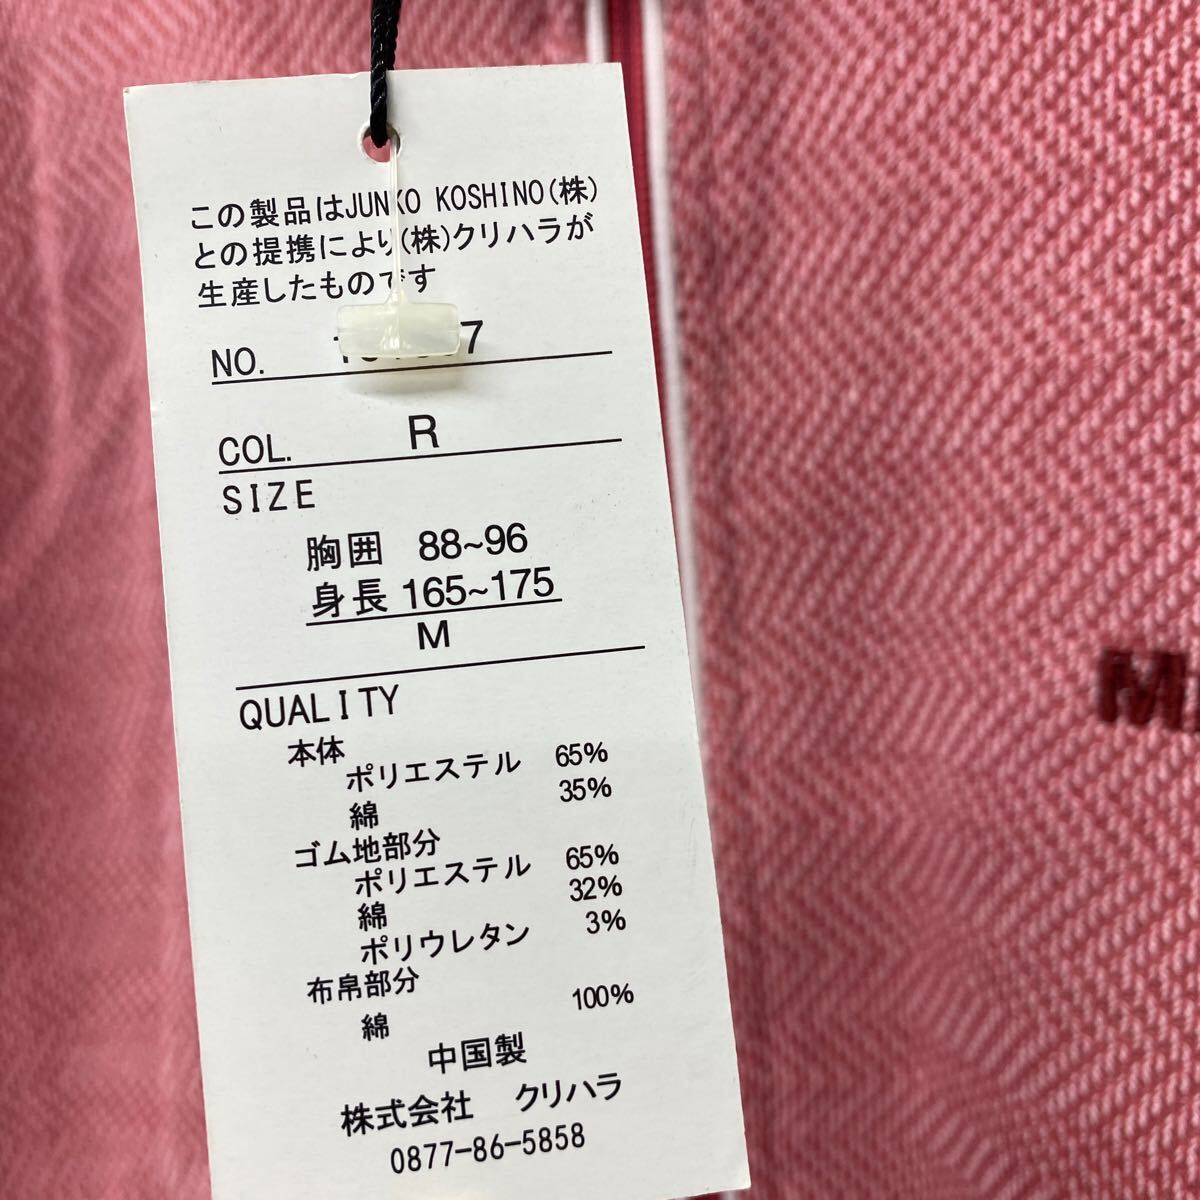 この製品はJUNKO KOSHINO(株)
との提携により(株)クリハラが
生産したものです
NO.
COL. R
SIZE
胸囲 88~96
身長 165~175
M
QUALITY
本体
ポリエステル 65%
綿 35%
ゴム地部分
ポリエステル 65%
綿 32%
ポリウレタン 3%
布帛部分
綿 100%
中国製
株式会社 クリハラ
0877-86-5858
M